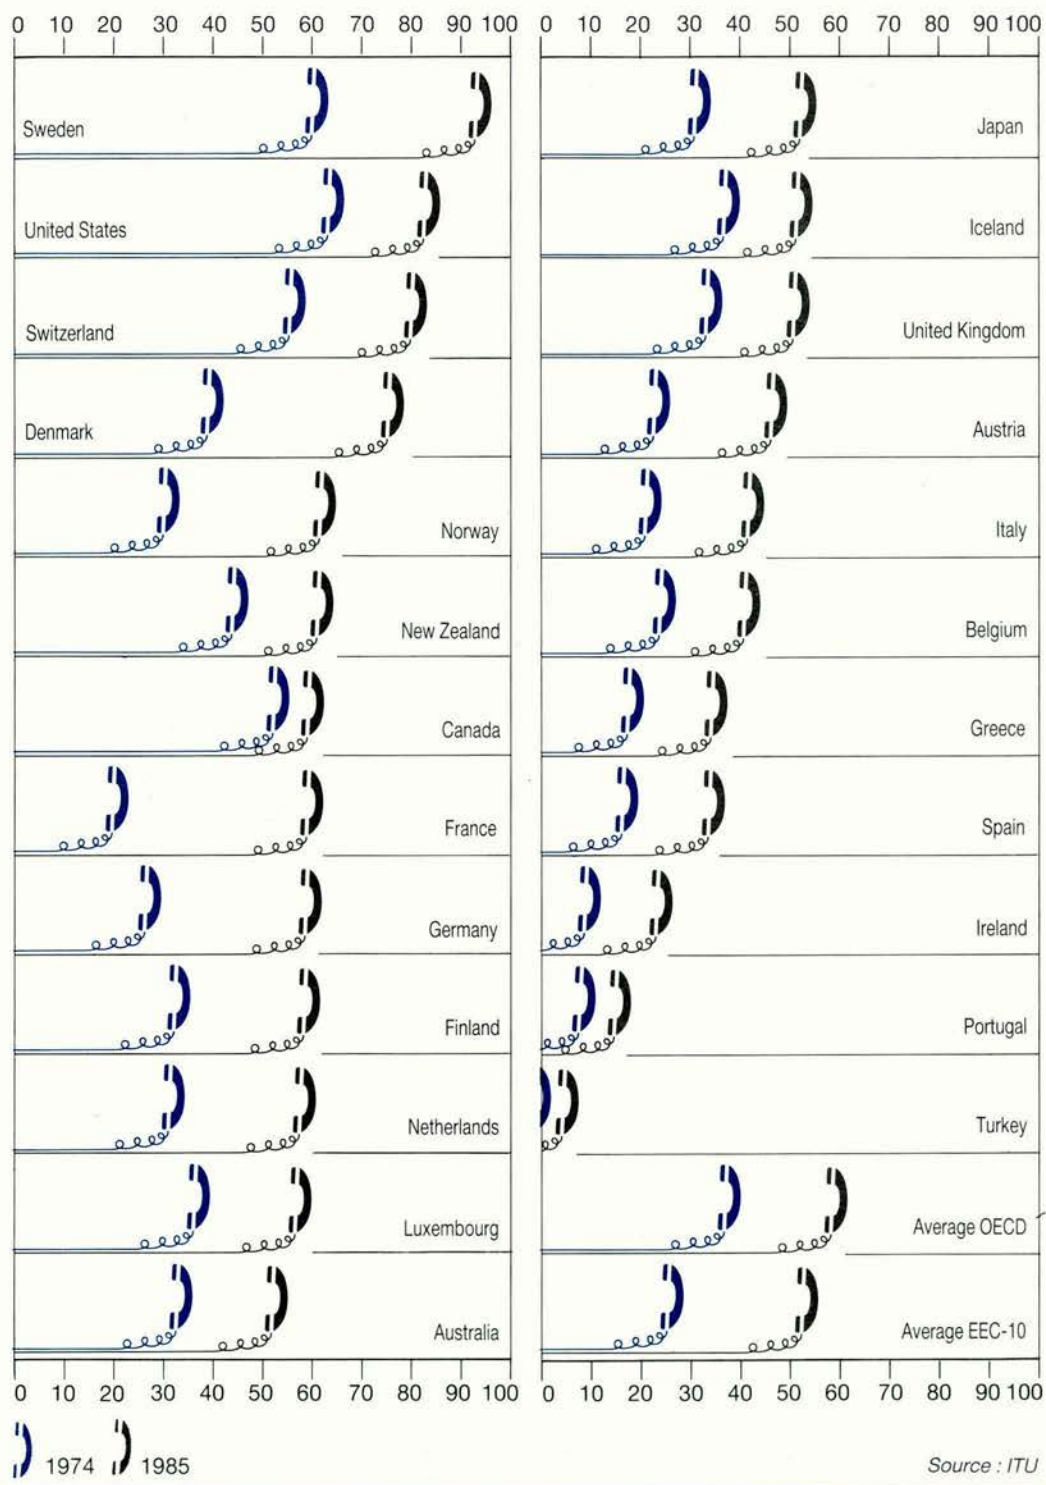 0 10 20 30 40 50 60 70 80 90 100
0 10 20 30 40 50 60 70 80 90 100
Sweden
United States
Switzerland
Denmark
Norway
New Zealand
Canada
France
Germany
Finland
Netherlands
Luxembourg
Australia
Japan
Iceland
United Kingdom
Austria
Italy
Belgium
Greece
Spain
Ireland
Portugal
Turkey
Average OECD
Average EEC-10
0 10 20 30 40 50 60 70 80 90 100
0 10 20 30 40 50 60 70 80 90 100
1974 1985
Source : ITU